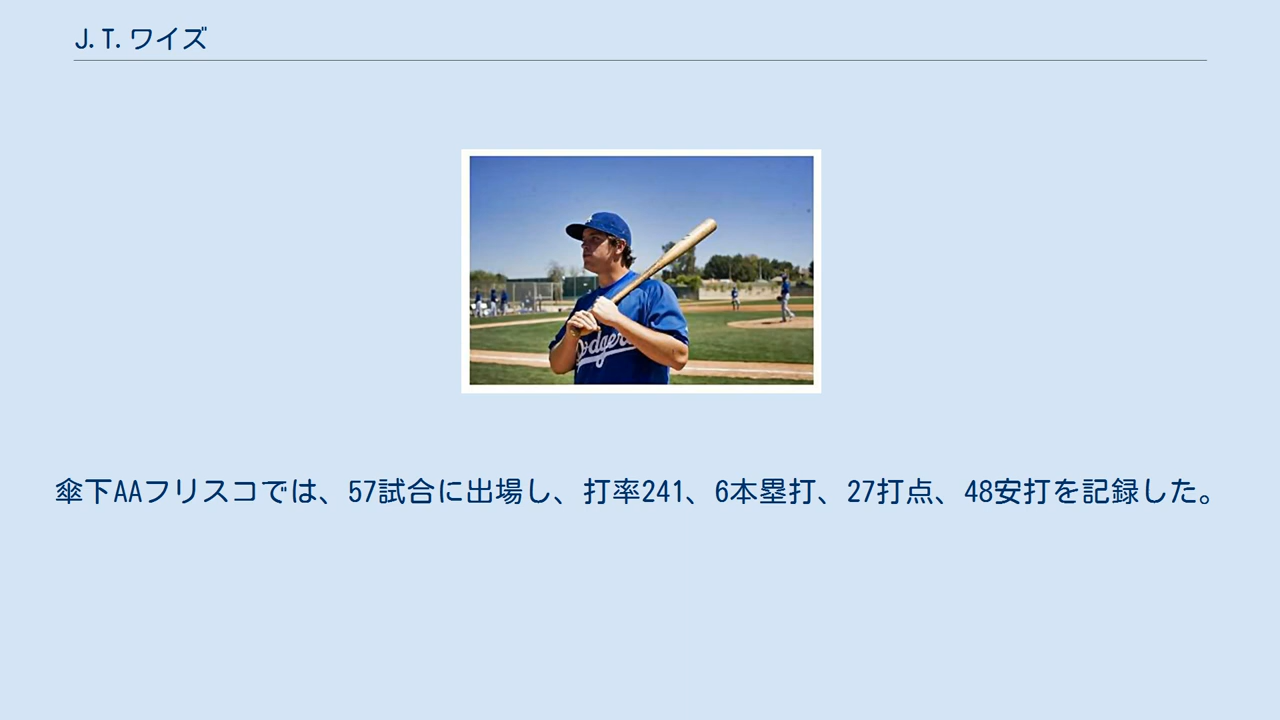 J.T.ワイズ
Dodgers
傘下AAフリスコでは、57試合に出場し、打率241、6本塁打、27打点、48安打を記録した。